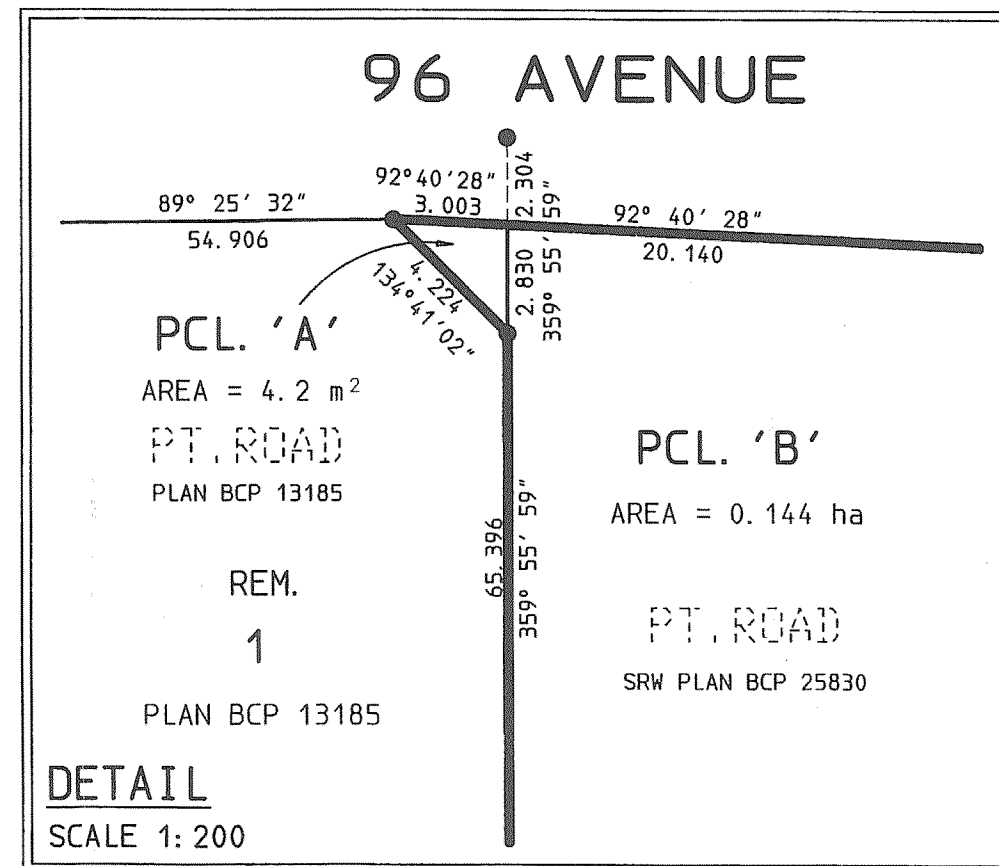 96 AVENUE
89° 25' 32"
54.906
92°40'28"
3.003
2.304
2.830
359° 55' 59"
92° 40' 28"
20.140
4.224
134°41'02"
PCL. 'A'
AREA = 4.2 m²
PT. ROAD
PLAN BCP 13185
REM.
1
PLAN BCP 13185
65.396
359° 55' 59"
PCL. 'B'
AREA = 0.144 ha
PT. ROAD
SRW PLAN BCP 25830
DETAIL
SCALE 1:200